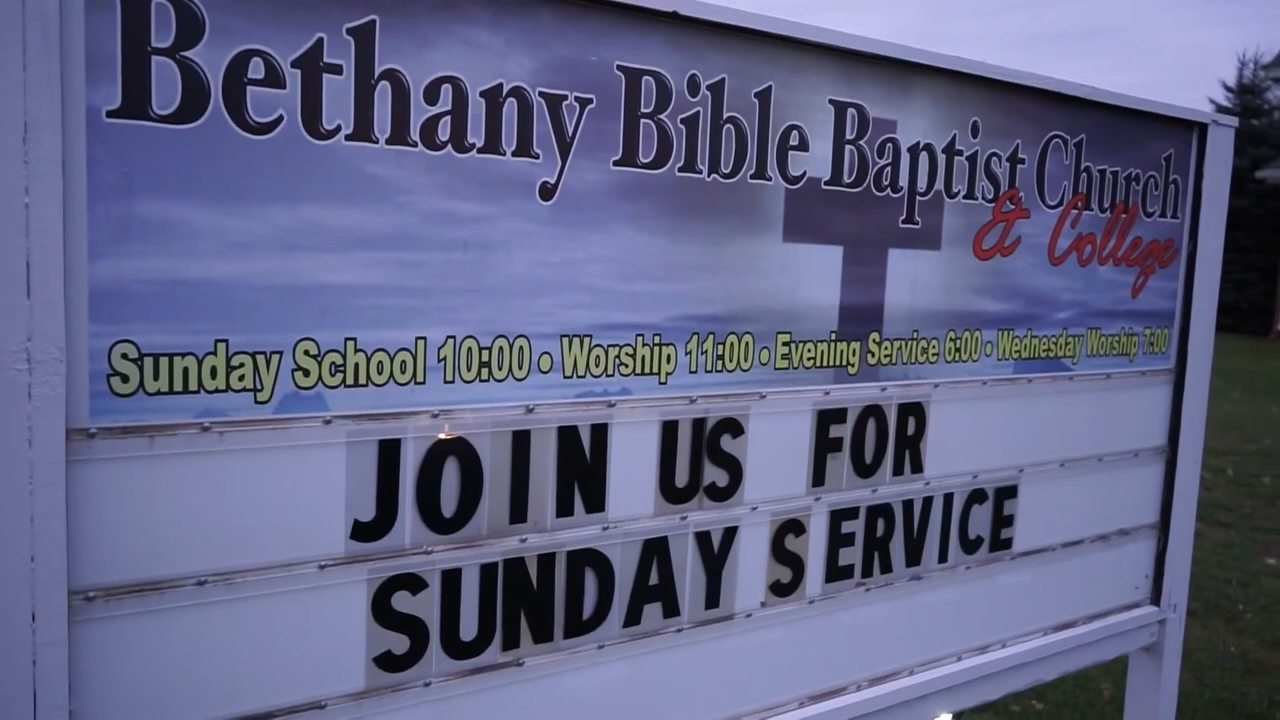 Bethany Bible Baptist Church
& College
Sunday School 10:00 • Worship 11:00 • Evening Service 6:00 • Wednesday Worship 7:00
JOIN US FOR
SUNDAY SERVICE